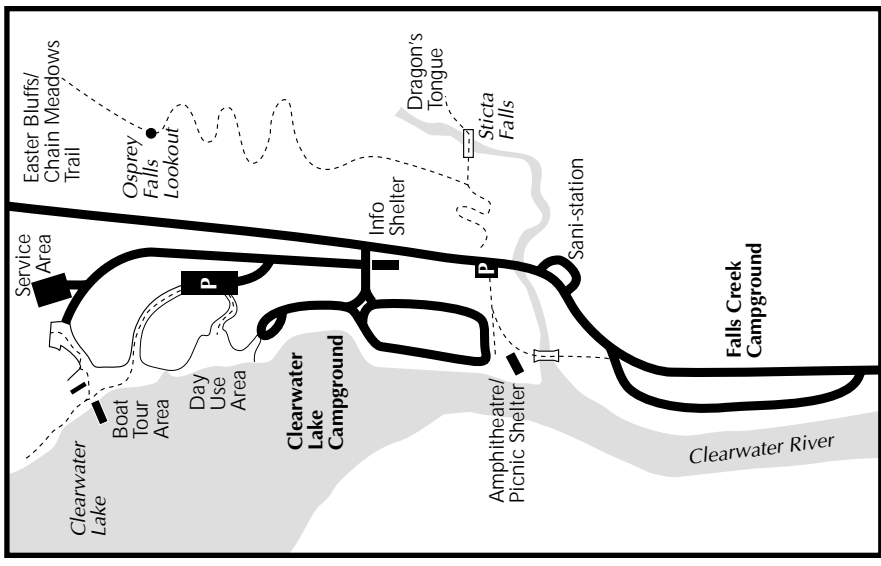 Easter Bluffs/
Chain Meadows
Trail
Osprey
Falls
Lookout
Dragon's
Tongue
Sticta
Falls
Service
Area
Info
Shelter
P
P
Sani-station
Boat
Tour
Area
Day
Use
Area
Clearwater
Lake
Campground
Falls Creek
Campground
Clearwater
Lake
Amphitheatre/
Picnic Shelter
Clearwater River